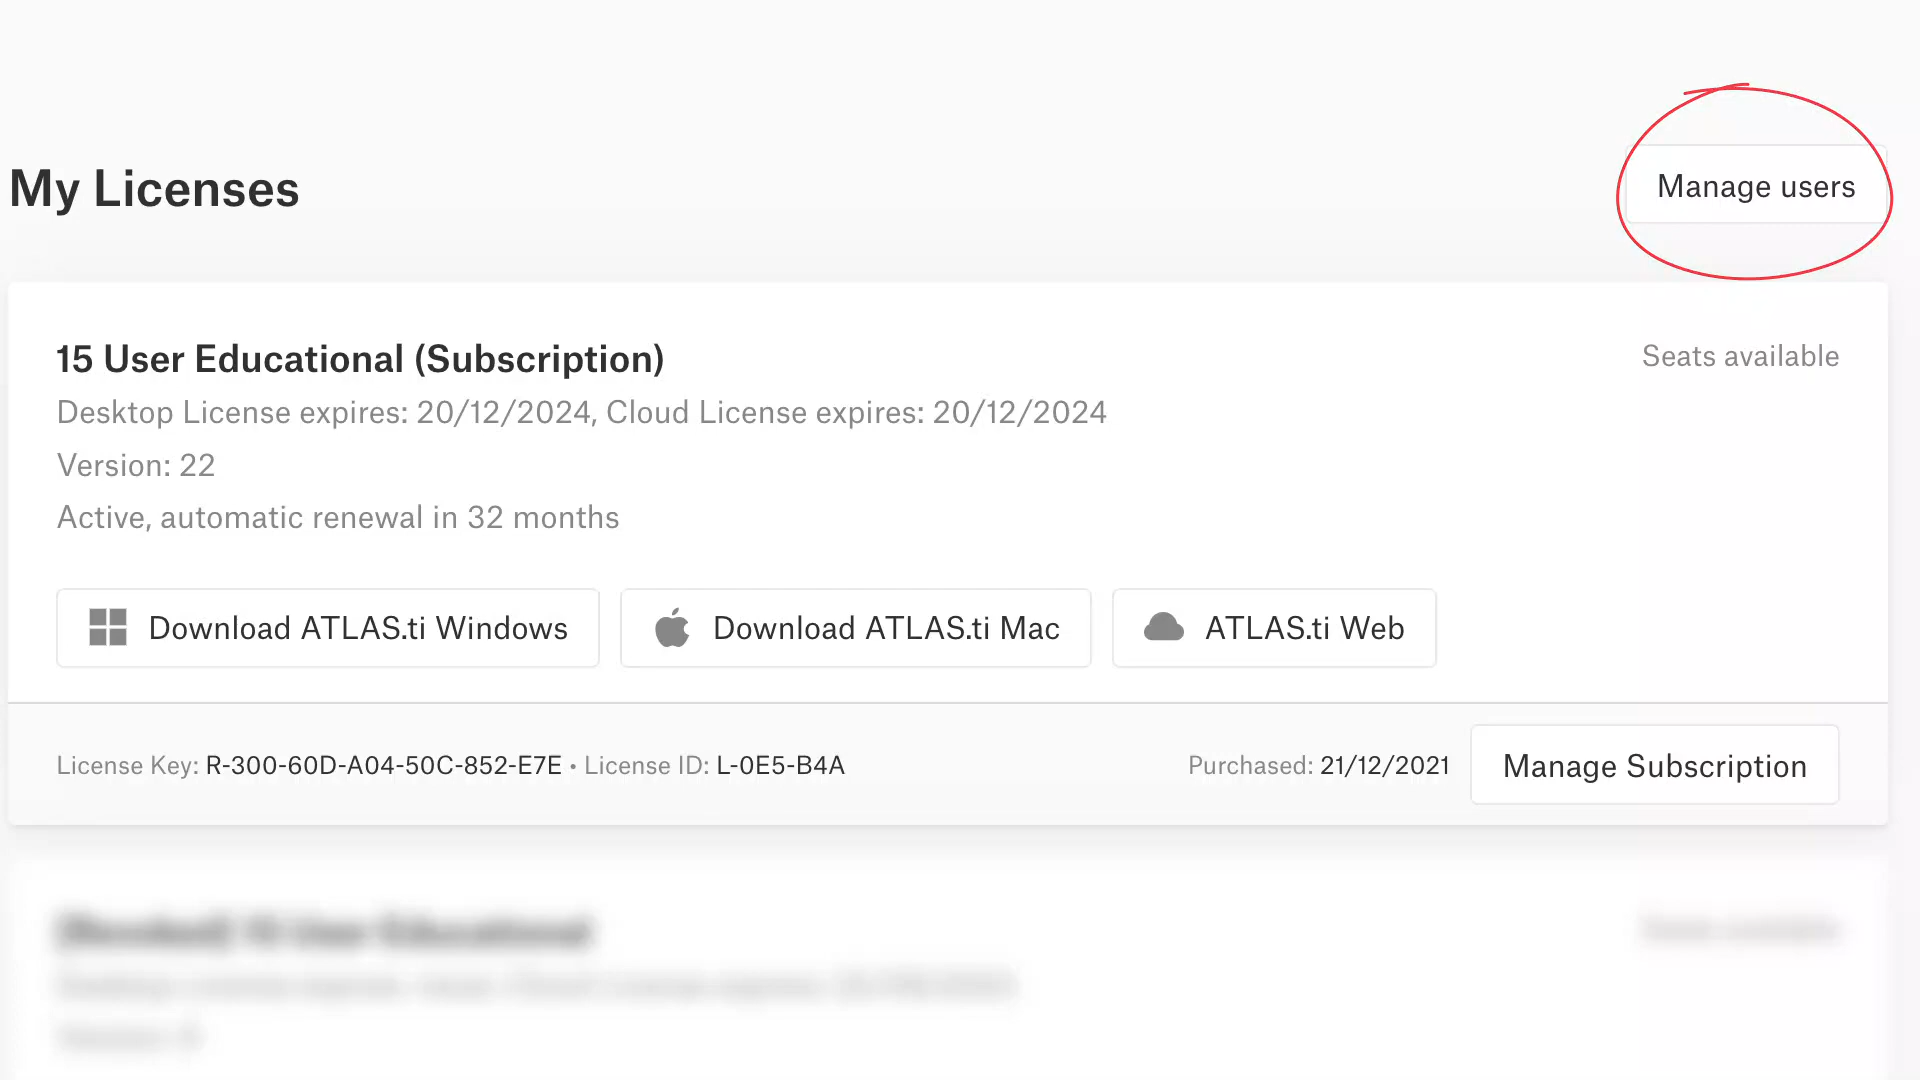 My Licenses
Manage users
15 User Educational (Subscription)
Seats available
Desktop License expires: 20/12/2024, Cloud License expires: 20/12/2024
Version: 22
Active, automatic renewal in 32 months
Download ATLAS.ti Windows
Download ATLAS.ti Mac
ATLAS.ti Web
License Key: R-300-60D-A04-50C-852-E7E • License ID: L-0E5-B4A
Purchased: 21/12/2021
Manage Subscription